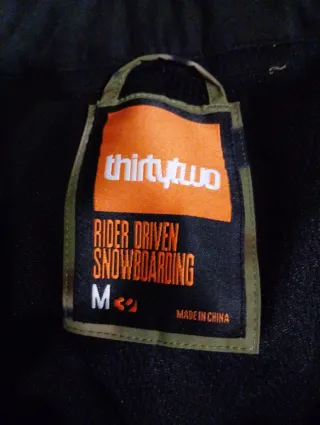 thirtytwo
RIDER DRIVEN
SNOWBOARDING
M
MADE IN CHINA